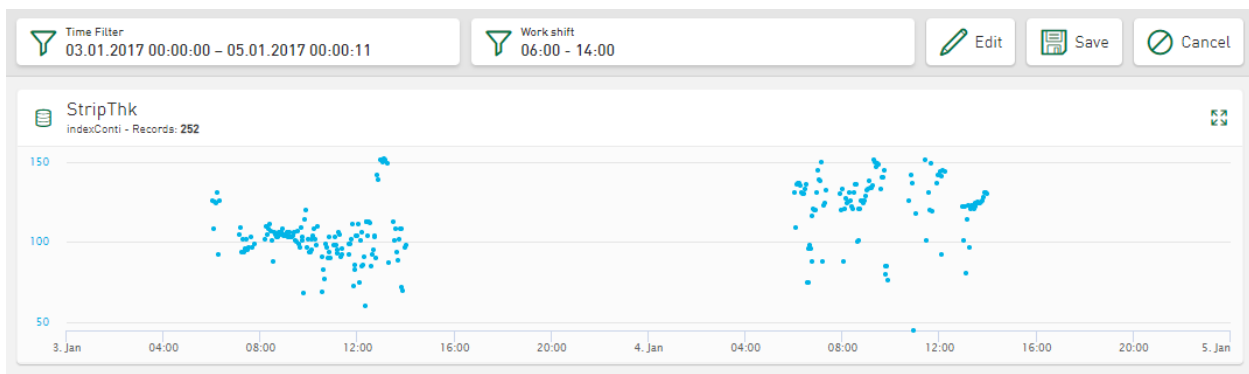 Time Filter
03.01.2017 00:00:00 – 05.01.2017 00:00:11
Work shift
06:00 - 14:00
Edit
Save
Cancel
StripThk
indexConti - Records: 252
150
100
50
3. Jan 04:00 08:00 12:00 16:00 20:00 4. Jan 04:00 08:00 12:00 16:00 20:00 5. Jan